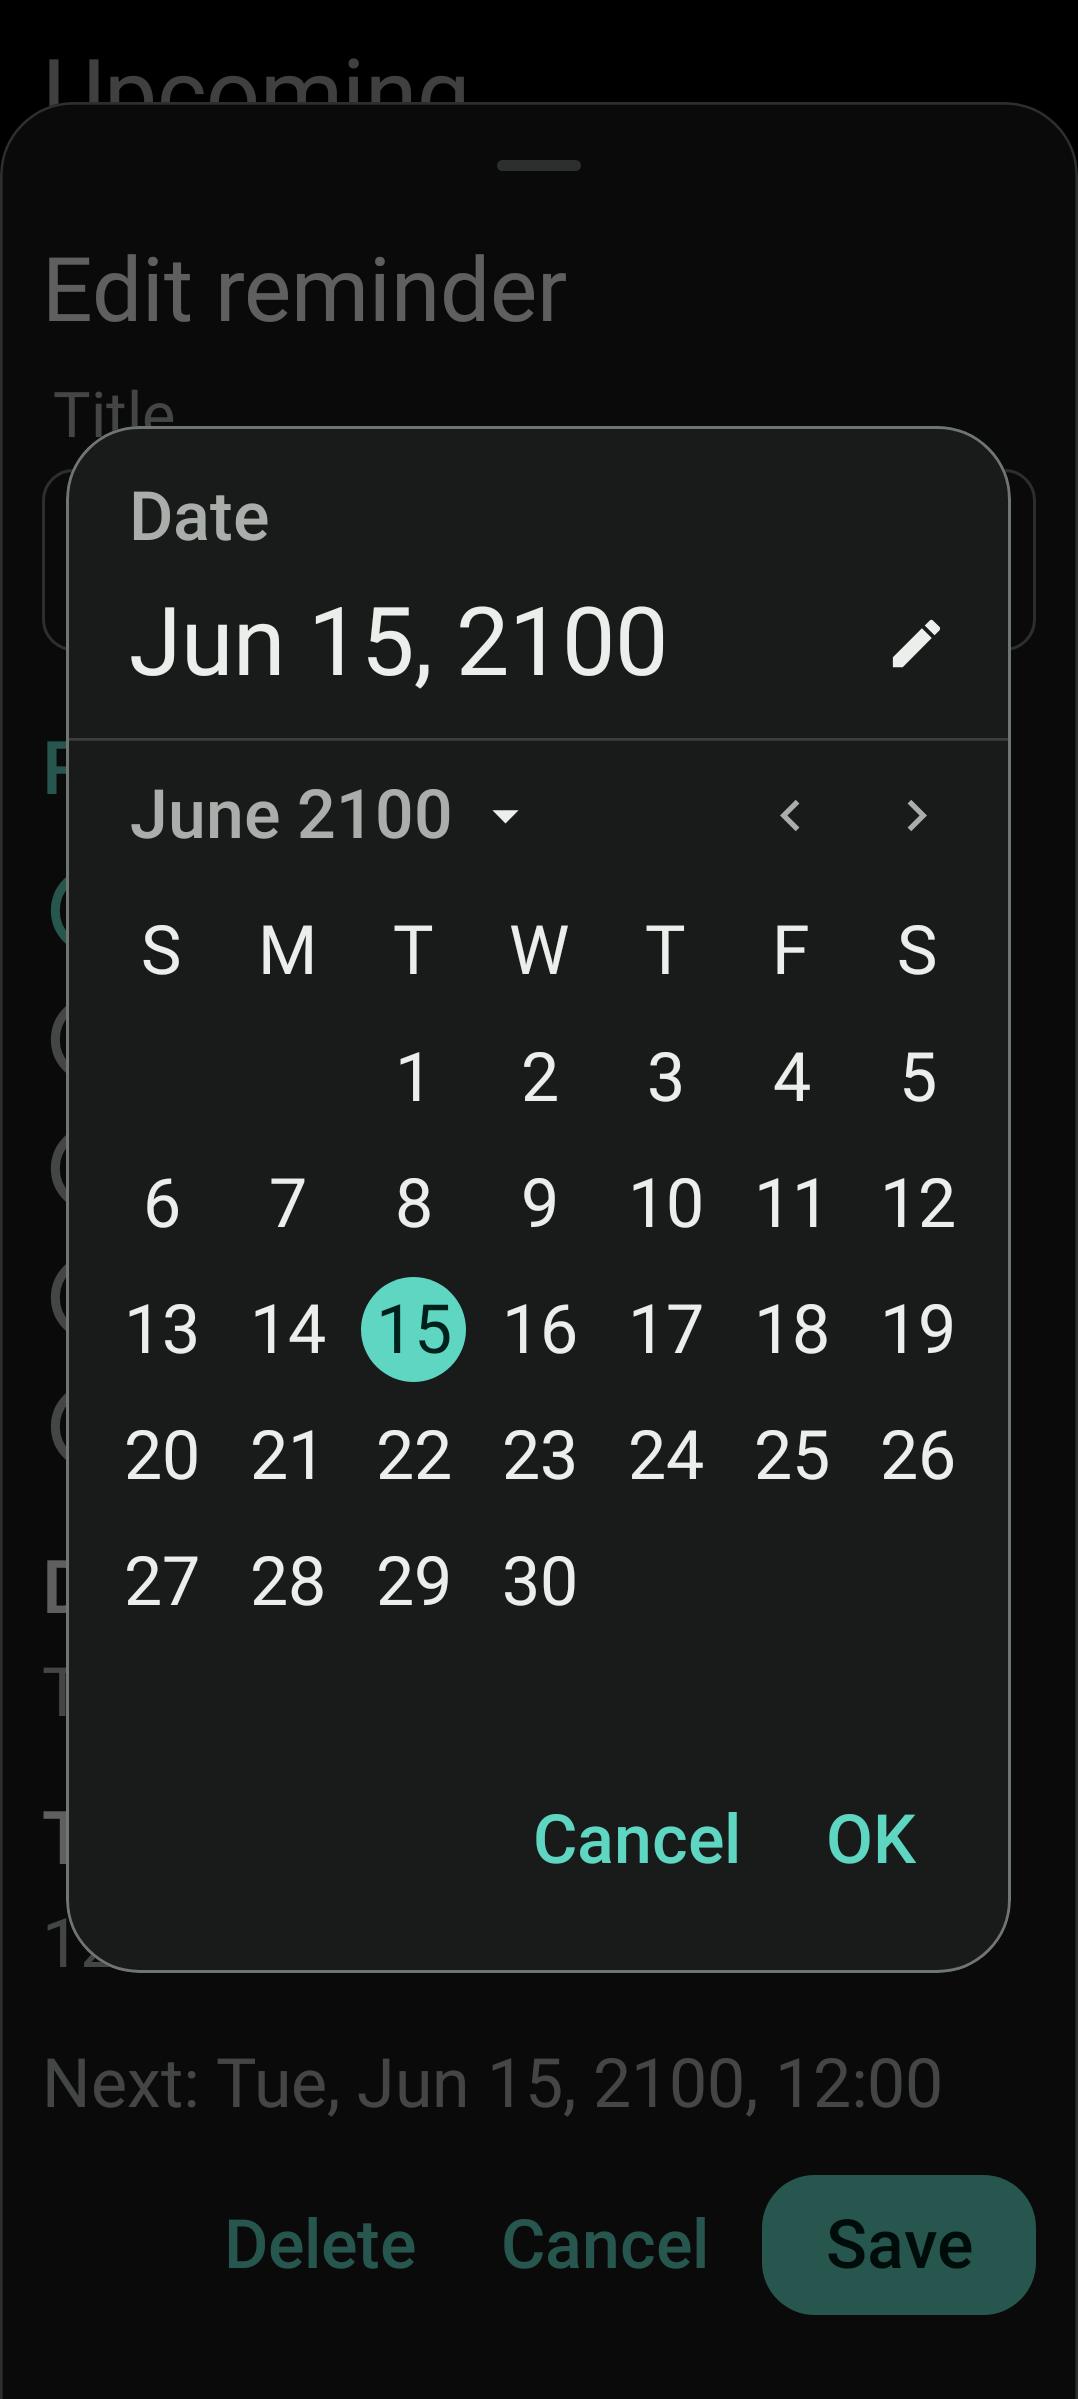 Upcoming
Edit reminder
Title
Date
Jun 15, 2100
June 2100
S M T W T F S
1 2 3 4 5
6 7 8 9 10 11 12
13 14 15 16 17 18 19
20 21 22 23 24 25 26
27 28 29 30
Cancel OK
Next: Tue, Jun 15, 2100, 12:00
Delete Cancel Save